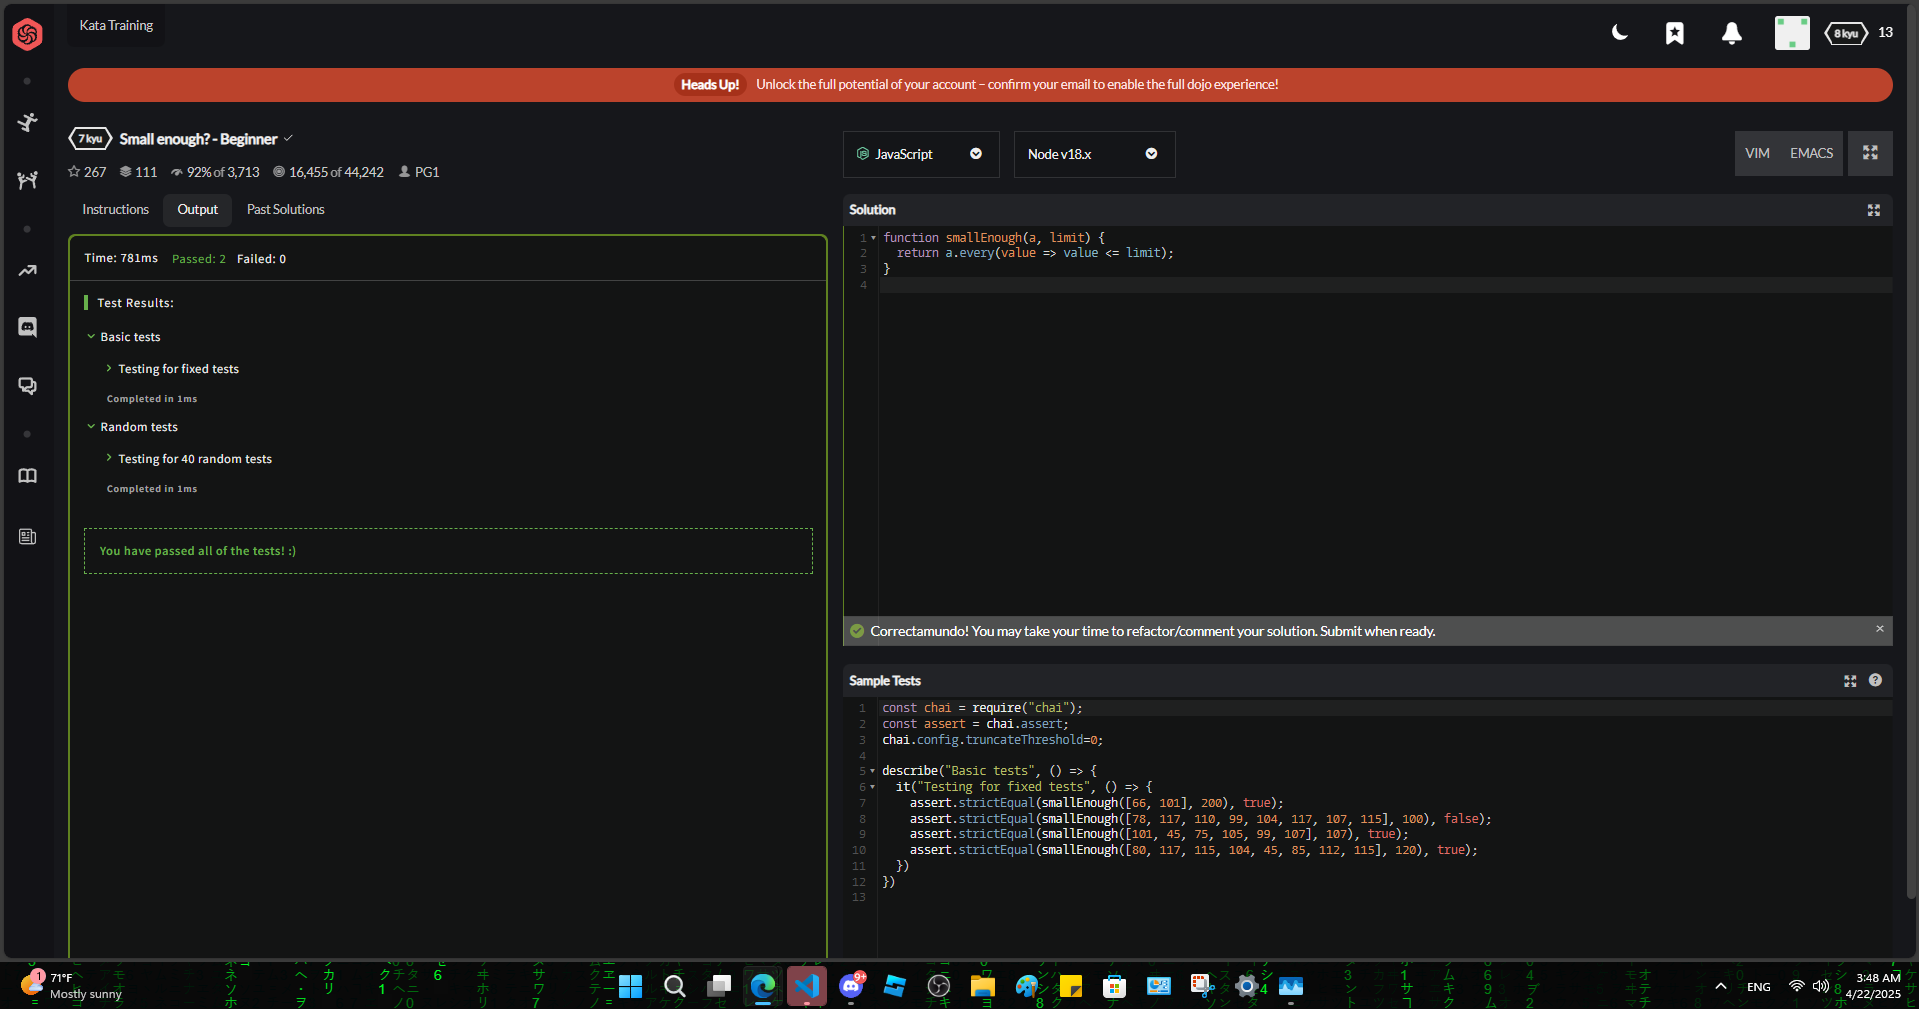 Kata Training
8 kyu 13
Heads Up! Unlock the full potential of your account – confirm your email to enable the full dojo experience!
7 kyu Small enough? - Beginner
267 111 92% of 3,713 16,455 of 44,242 PG1
Instructions Output Past Solutions
Time: 781ms Passed: 2 Failed: 0
Test Results:
Basic tests
Testing for fixed tests
Completed in 1ms
Random tests
Testing for 40 random tests
Completed in 1ms
You have passed all of the tests! :)
JavaScript Node v18.x VIM EMACS
Solution
1 function smallEnough(a, limit) {
2 return a.every(value => value <= limit);
3 }
4
Correctamundo! You may take your time to refactor/comment your solution. Submit when ready.
Sample Tests
1 const chai = require("chai");
2 const assert = chai.assert;
3 chai.config.truncateThreshold=0;
4
5 describe("Basic tests", () => {
6 it("Testing for fixed tests", () => {
7 assert.strictEqual(smallEnough([66, 101], 200), true);
8 assert.strictEqual(smallEnough([78, 117, 110, 99, 104, 117, 107, 115], 100), false);
9 assert.strictEqual(smallEnough([101, 45, 75, 105, 99, 107], 107), true);
10 assert.strictEqual(smallEnough([80, 117, 115, 104, 45, 85, 112, 115], 120), true);
11 })
12 })
13
1 71°F
Mostly sunny
9+
ENG
3:48 AM
4/22/2025